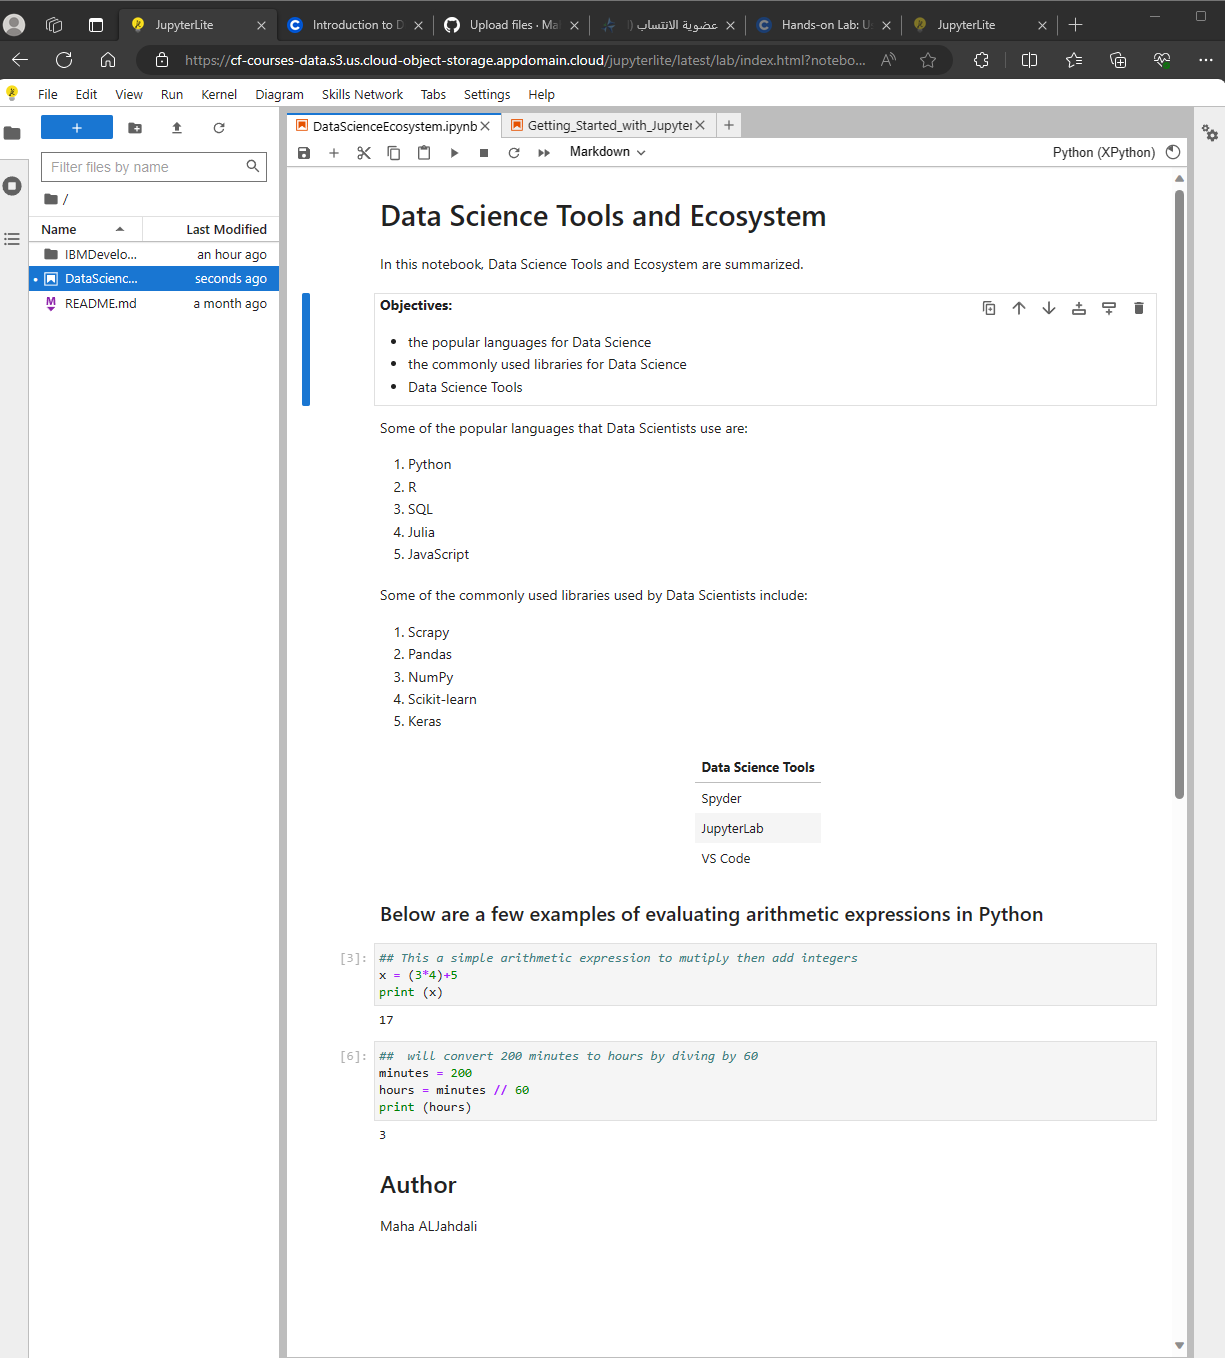 JupyterLite
Introduction to D
Upload files · Ma
عضوية الانتساب (ا
Hands-on Lab: U
JupyterLite
https://cf-courses-data.s3.us.cloud-object-storage.appdomain.cloud/jupyterlite/latest/lab/index.html?notebo...
File Edit View Run Kernel Diagram Skills Network Tabs Settings Help
DataScienceEcosystem.ipynb
Getting_Started_with_Jupyter
Markdown
Python (XPython)
Filter files by name
/
Name Last Modified
IBMDevelo... an hour ago
DataScienc... seconds ago
README.md a month ago
Data Science Tools and Ecosystem
In this notebook, Data Science Tools and Ecosystem are summarized.
Objectives:
• the popular languages for Data Science
• the commonly used libraries for Data Science
• Data Science Tools
Some of the popular languages that Data Scientists use are:
1. Python
2. R
3. SQL
4. Julia
5. JavaScript
Some of the commonly used libraries used by Data Scientists include:
1. Scrapy
2. Pandas
3. NumPy
4. Scikit-learn
5. Keras
Data Science Tools
Spyder
JupyterLab
VS Code
Below are a few examples of evaluating arithmetic expressions in Python
[3]: ## This a simple arithmetic expression to mutiply then add integers
x = (3*4)+5
print (x)
17
[6]: ##  will convert 200 minutes to hours by diving by 60
minutes = 200
hours = minutes // 60
print (hours)
3
Author
Maha ALJahdali